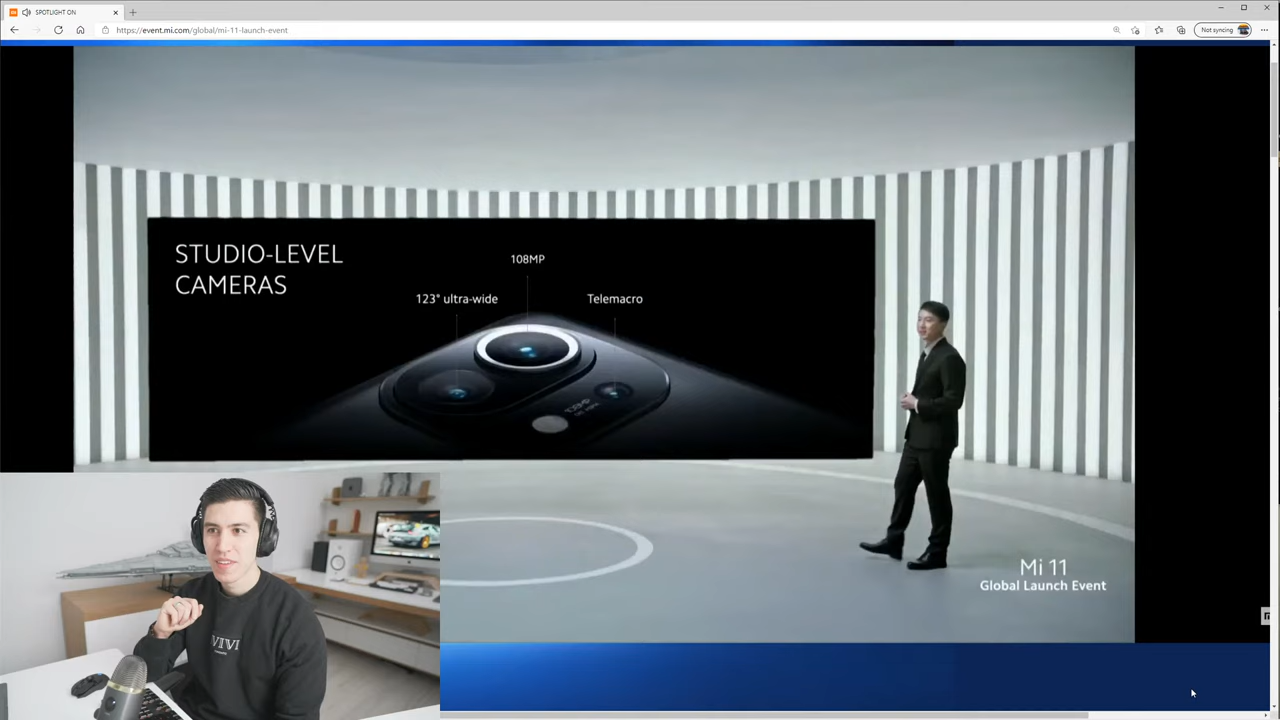 SPOTLIGHT ON
https://event.mi.com/global/mi-11-launch-event
Not syncing
STUDIO-LEVEL
CAMERAS
108MP
123° ultra-wide
Telemacro
108MP
Mi 11
Global Launch Event